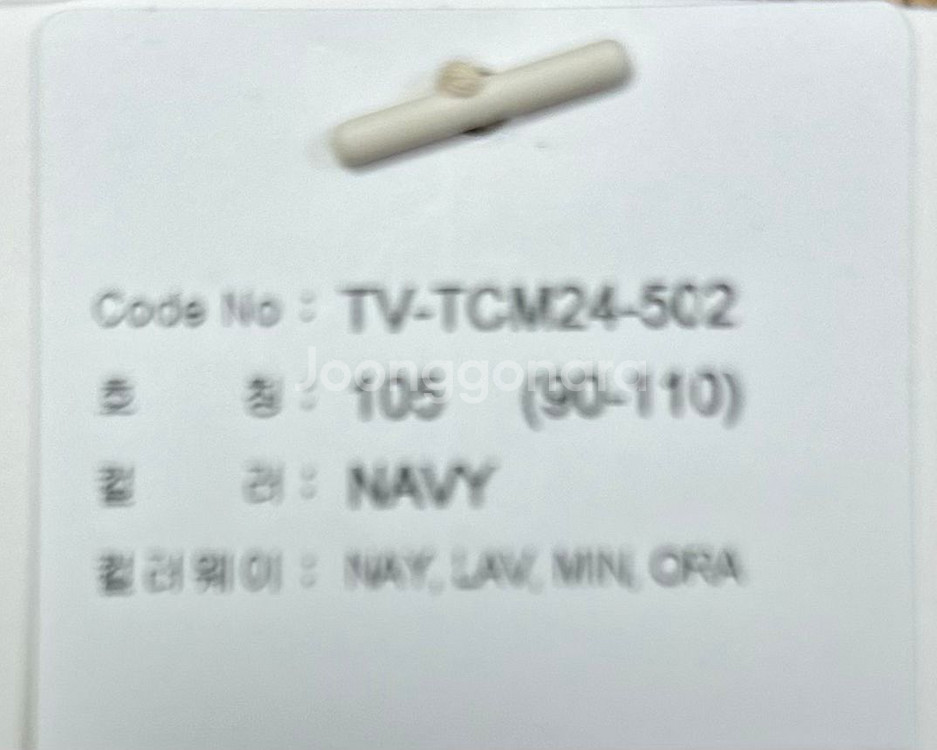 Code No : TV-TCM24-502
Joonggonara
호 칭 : 105 (90-110)
컬 러 : NAVY
컬러웨이 : NAY, LAV, MIN, ORA